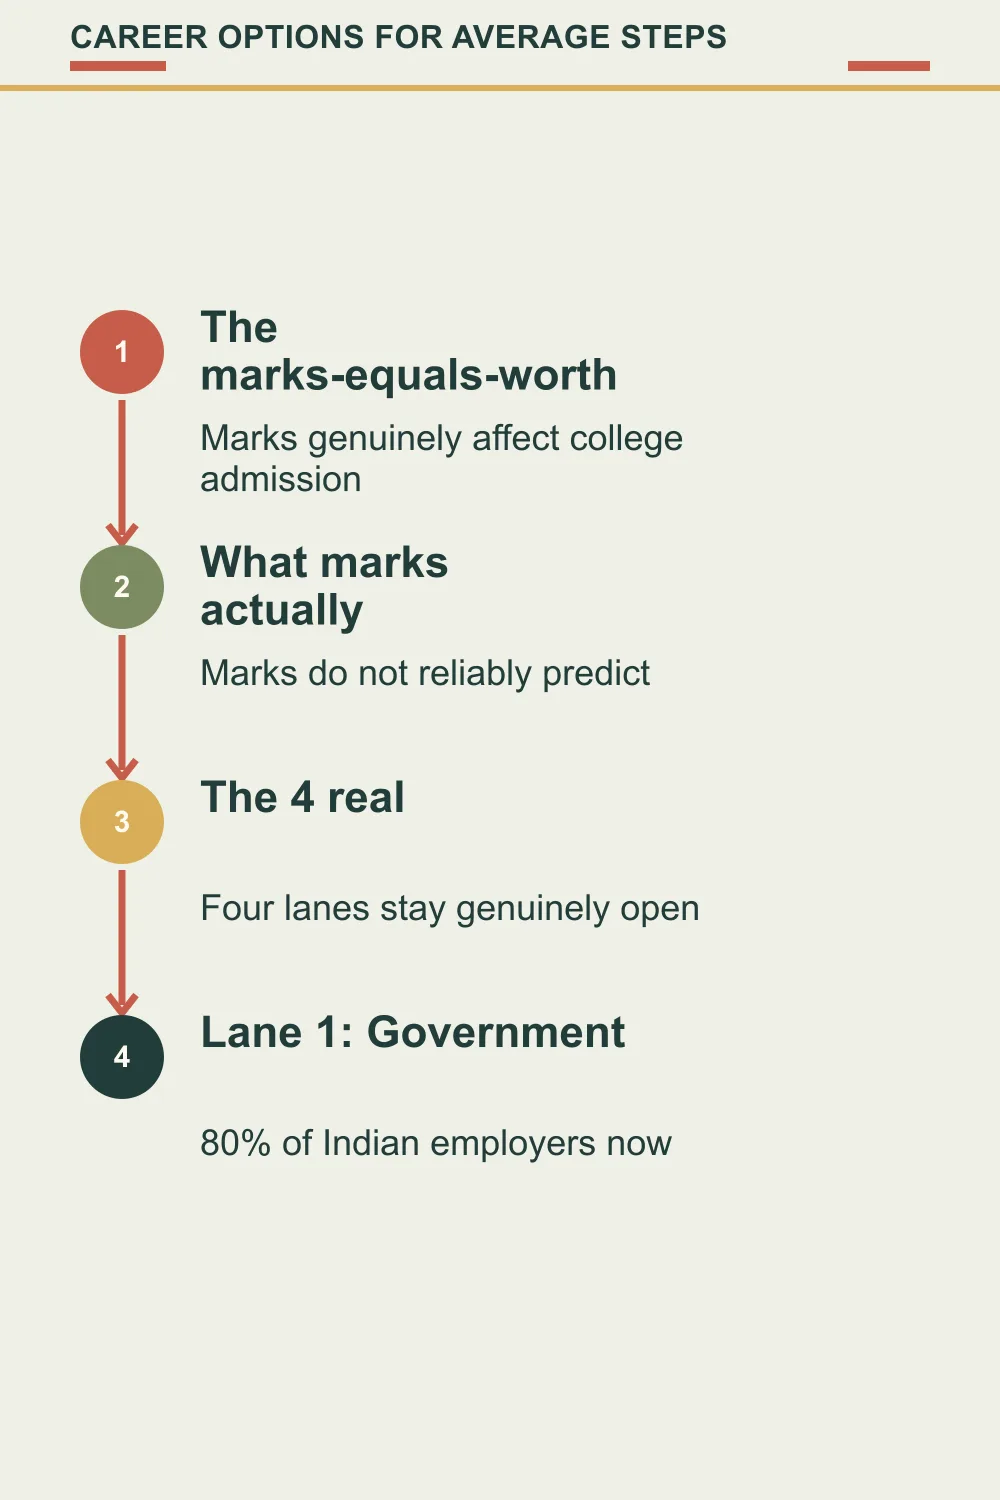 CAREER OPTIONS FOR AVERAGE STEPS
1
The
marks-equals-worth
Marks genuinely affect college
admission
2
What marks
actually
Marks do not reliably predict
3
The 4 real
Four lanes stay genuinely open
4
Lane 1: Government
80% of Indian employers now